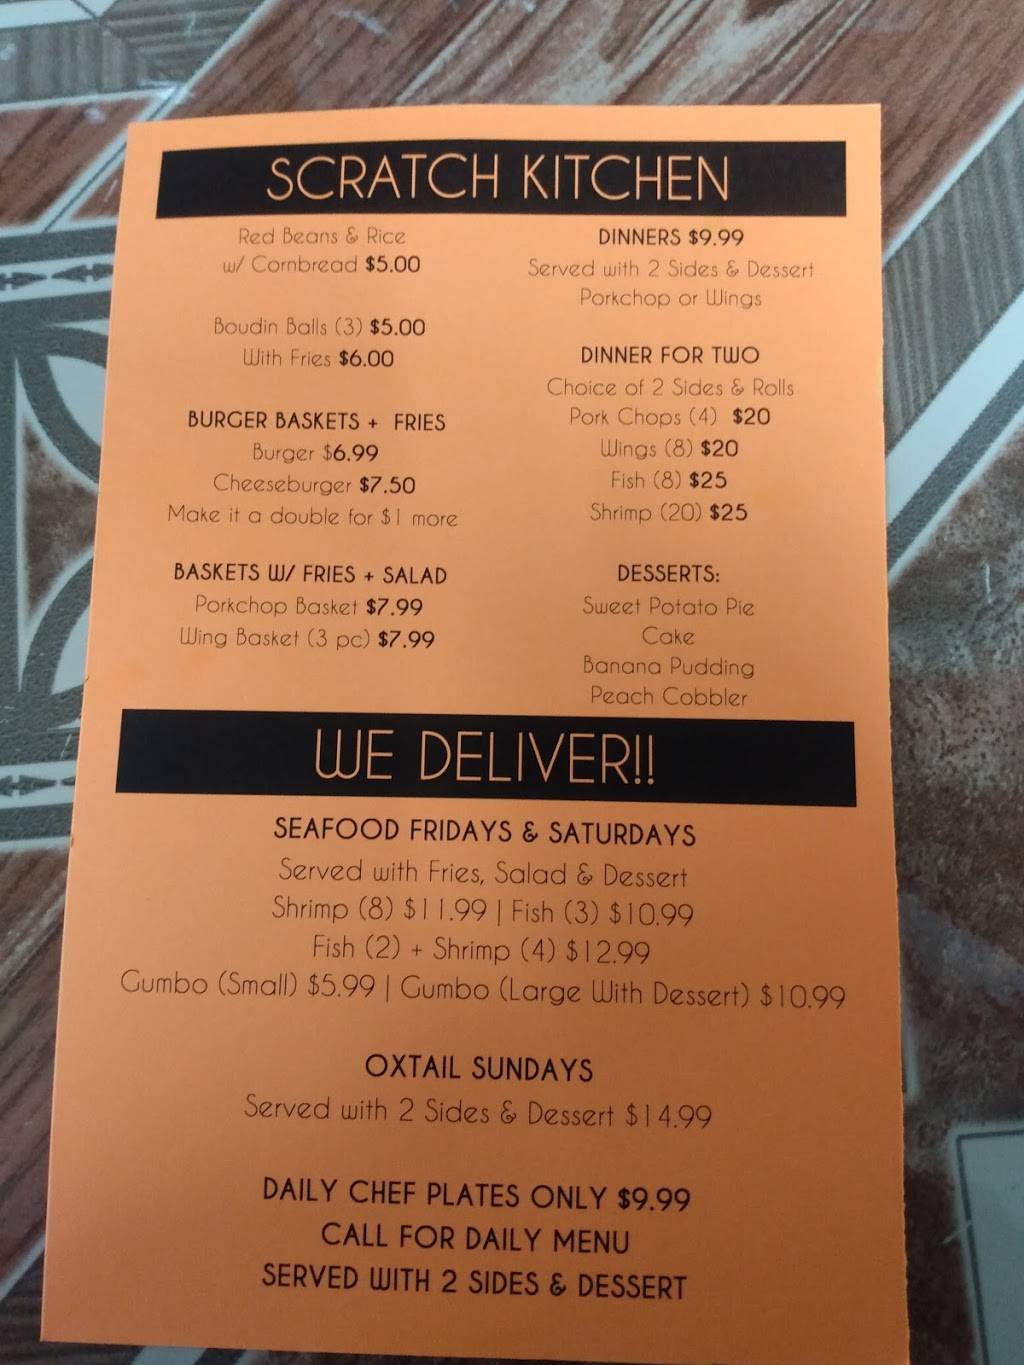 SCRATCH KITCHEN
Red Beans & Rice
w/ Cornbread $5.00
Boudin Balls (3) $5.00
With Fries $6.00
BURGER BASKETS + FRIES
Burger $6.99
Cheeseburger $7.50
Make it a double for $1 more
BASKETS W/ FRIES + SALAD
Porkchop Basket $7.99
Wing Basket (3 pc) $7.99
DINNERS $9.99
Served with 2 Sides & Dessert
Porkchop or Wings
DINNER FOR TWO
Choice of 2 Sides & Rolls
Pork Chops (4) $20
Wings (8) $20
Fish (8) $25
Shrimp (20) $25
DESSERTS:
Sweet Potato Pie
Cake
Banana Pudding
Peach Cobbler
WE DELIVER!!
SEAFOOD FRIDAYS & SATURDAYS
Served with Fries, Salad & Dessert
Shrimp (8) $11.99 | Fish (3) $10.99
Fish (2) + Shrimp (4) $12.99
Gumbo (Small) $5.99 | Gumbo (Large With Dessert) $10.99
OXTAIL SUNDAYS
Served with 2 Sides & Dessert $14.99
DAILY CHEF PLATES ONLY $9.99
CALL FOR DAILY MENU
SERVED WITH 2 SIDES & DESSERT